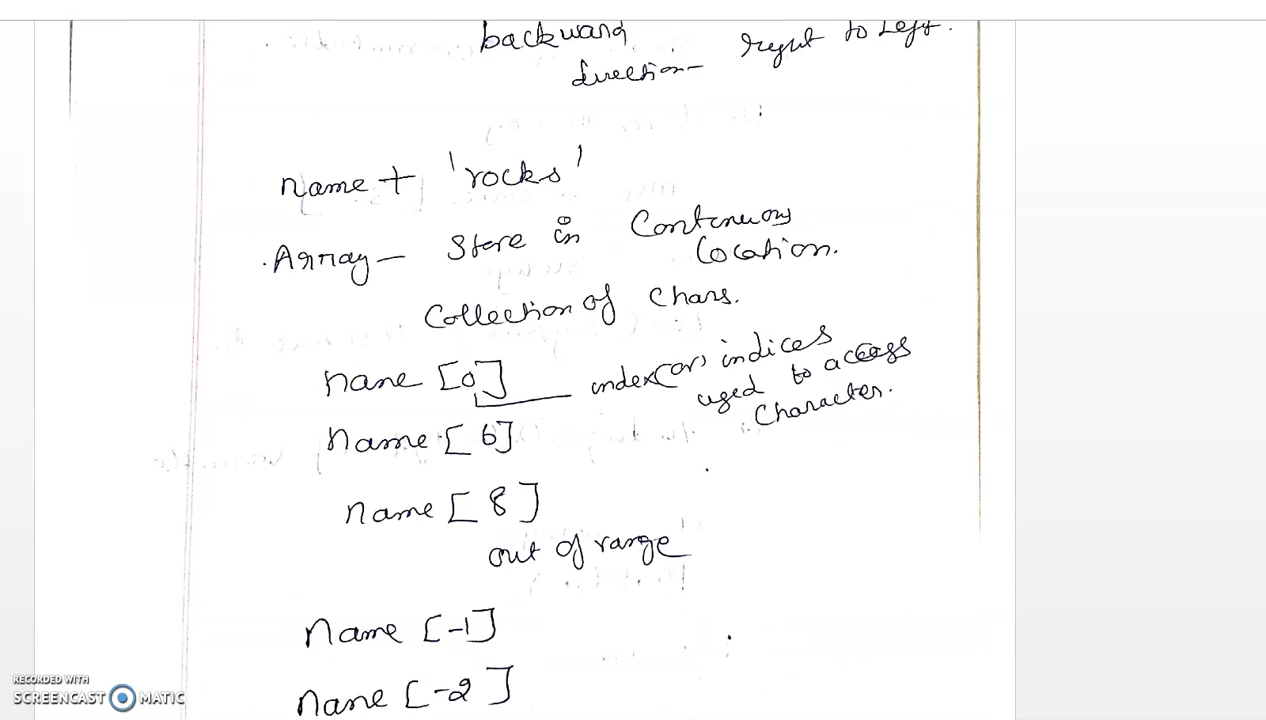 backward right to Left.
direction-
name + 'rocks'
Array - Store in Continuous
Location.
Collection of Chars.
name [0] index(or) indices
used to access
Character.
name [6]
name [8]
out of range
name [-1]
name [-2]
RECORDED WITH
SCREENCAST MATIC